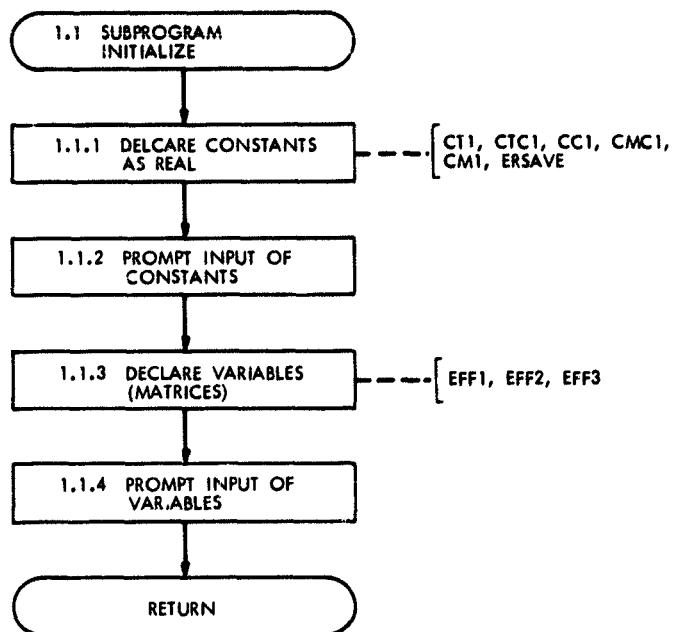 1.1 SUBPROGRAM
INITIALIZE
1.1.1 DELCARE CONSTANTS
AS REAL
CT1, CTC1, CC1, CMC1,
CM1, ERSAVE
1.1.2 PROMPT INPUT OF
CONSTANTS
1.1.3 DECLARE VARIABLES
(MATRICES)
EFF1, EFF2, EFF3
1.1.4 PROMPT INPUT OF
VARIABLES
RETURN